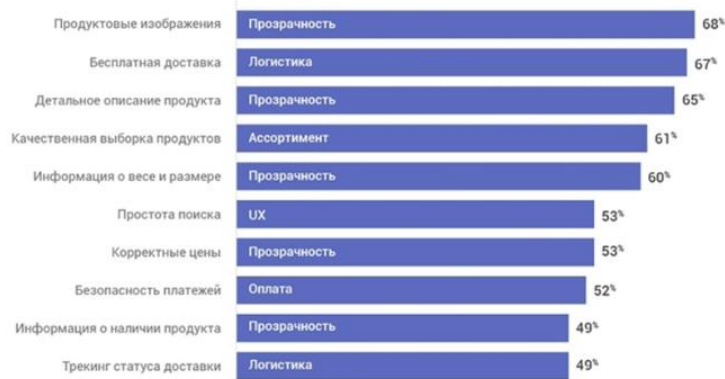 Продуктовые изображения Прозрачность 68%
Бесплатная доставка Логистика 67%
Детальное описание продукта Прозрачность 65%
Качественная выборка продуктов Ассортимент 61%
Информация о весе и размере Прозрачность 60%
Простота поиска UX 53%
Корректные цены Прозрачность 53%
Безопасность платежей Оплата 52%
Информация о наличии продукта Прозрачность 49%
Трекинг статуса доставки Логистика 49%